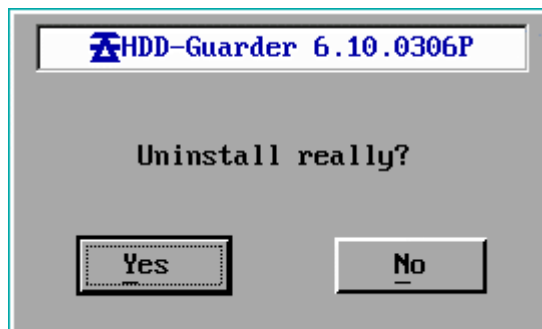 HDD-Guarder 6.10.0306P
Uninstall really?
Yes
No